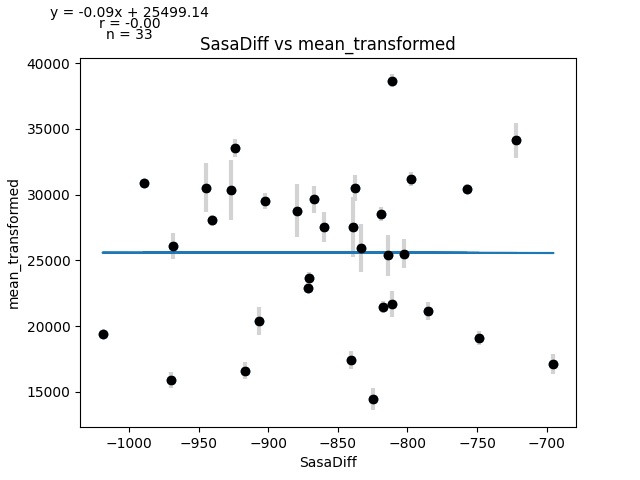 y = -0.09x + 25499.14
r = -0.00
n = 33
SasaDiff vs mean_transformed
40000
35000
30000
25000
20000
15000
mean_transformed
−1000
−950
−900
−850
−800
−750
−700
SasaDiff